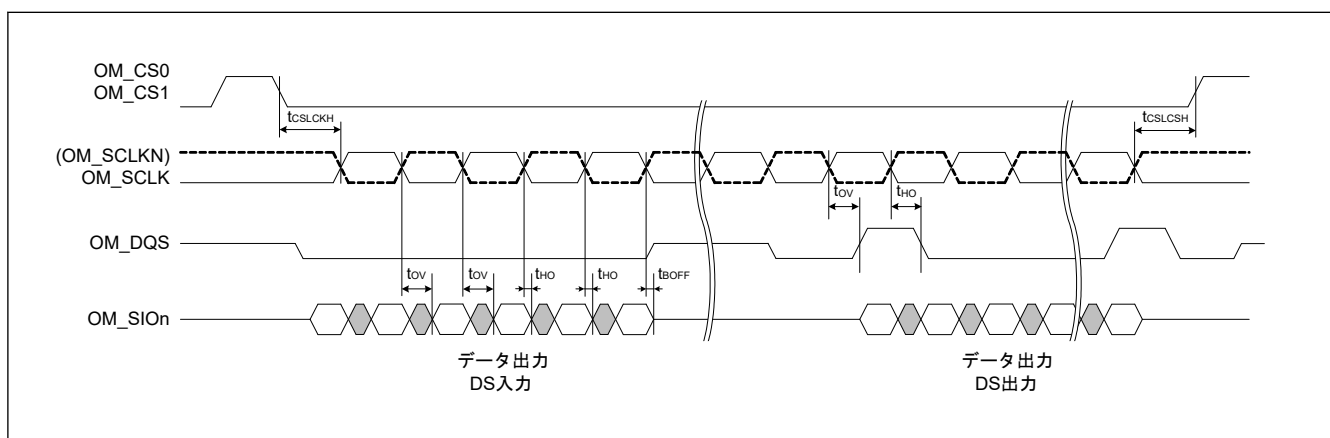 OM_CS0
OM_CS1
tCSLCKH
tCSLCSH
(OM_SCLKN)
OM_SCLK
tOV
tHO
OM_DQS
tOV
tOV
tHO
tHO
tBOFF
OM_SIOn
データ出力
DS入力
データ出力
DS出力